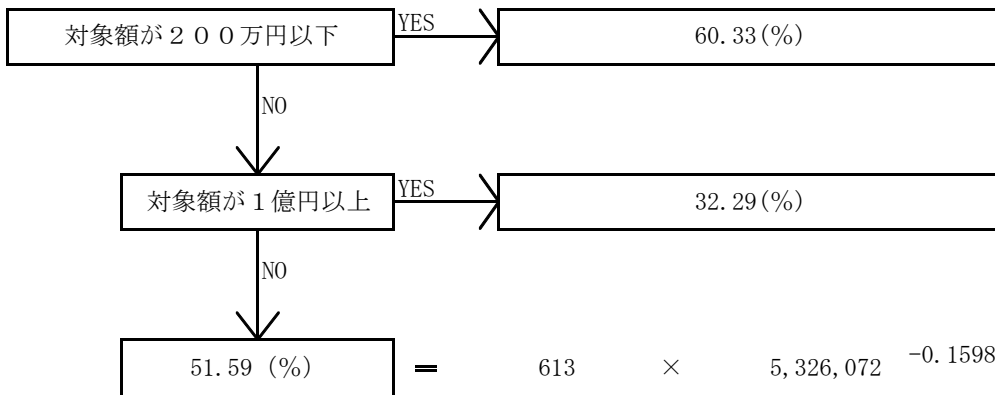 対象額が２００万円以下 YES 60.33(%)
NO
対象額が１億円以上 YES 32.29(%)
NO
51.59 (%) = 613 × 5,326,072 -0.1598